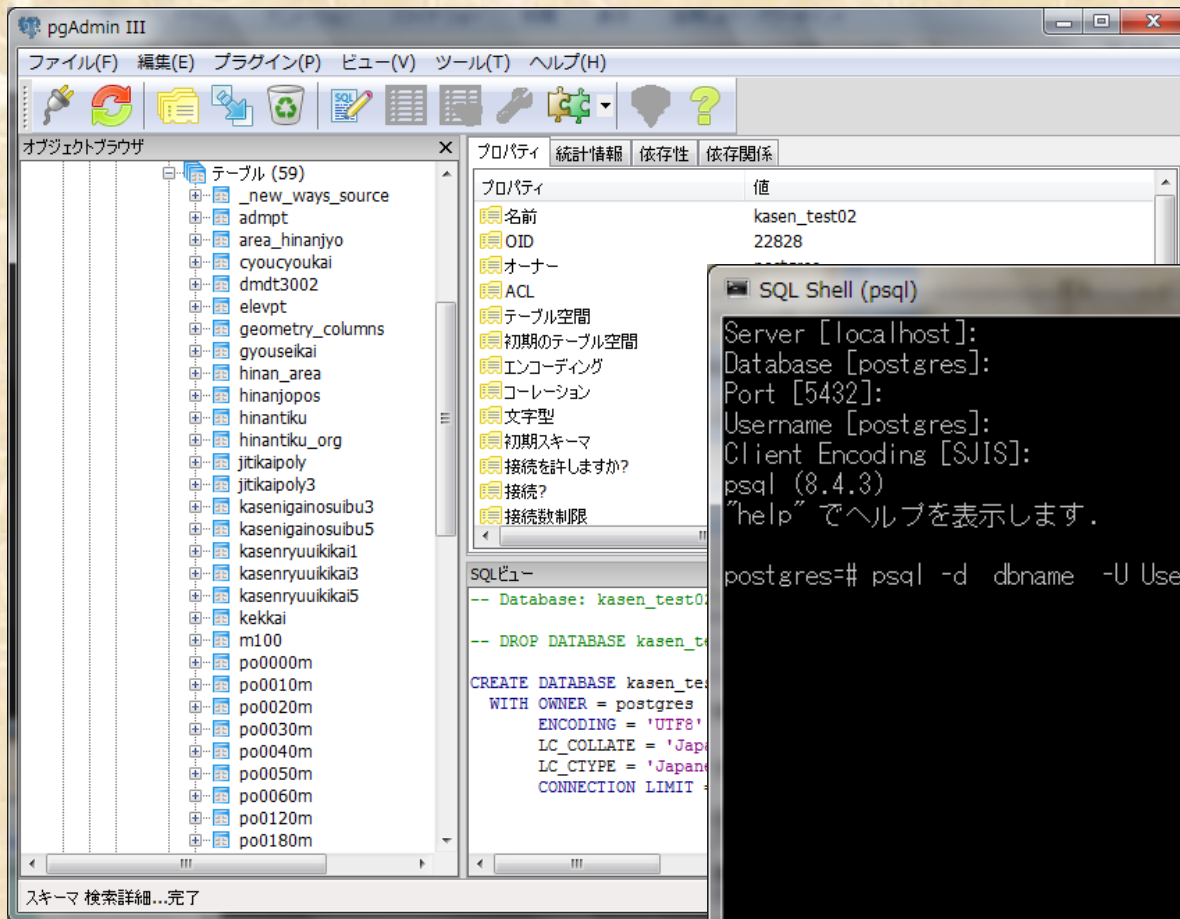 pgAdmin III
ファイル(F) 編集(E) プラグイン(P) ビュー(V) ツール(T) ヘルプ(H)
オブジェクトブラウザ
テーブル (59)
_new_ways_source
admpt
area_hinanjyo
cyoucyoukai
dmdt3002
elevpt
geometry_columns
gyouseikai
hinan_area
hinanjopos
hinantiku
hinantiku_org
jitikaipoly
jitikaipoly3
kasenigainosuibu3
kasenigainosuibu5
kasenryuuikikai1
kasenryuuikikai3
kasenryuuikikai5
kekkai
m100
po0000m
po0010m
po0020m
po0030m
po0040m
po0050m
po0060m
po0120m
po0180m
プロパティ 統計情報 依存性 依存関係
プロパティ 値
名前 kasen_test02
OID 22828
オーナー postgres
ACL
テーブル空間
初期のテーブル空間
エンコーディング
コーレーション
文字型
初期スキーマ
接続を許しますか?
接続?
接続数制限
SQLビュー
-- Database: kasen_test02
-- DROP DATABASE kasen_te
CREATE DATABASE kasen_tes
WITH OWNER = postgres
ENCODING = 'UTF8'
LC_COLLATE = 'Japa
LC_CTYPE = 'Japane
CONNECTION LIMIT =
SQL Shell (psql)
Server [localhost]:
Database [postgres]:
Port [5432]:
Username [postgres]:
Client Encoding [SJIS]:
psql (8.4.3)
"help" でヘルプを表示します.
postgres=# psql -d dbname -U Use
スキーマ 検索詳細...完了